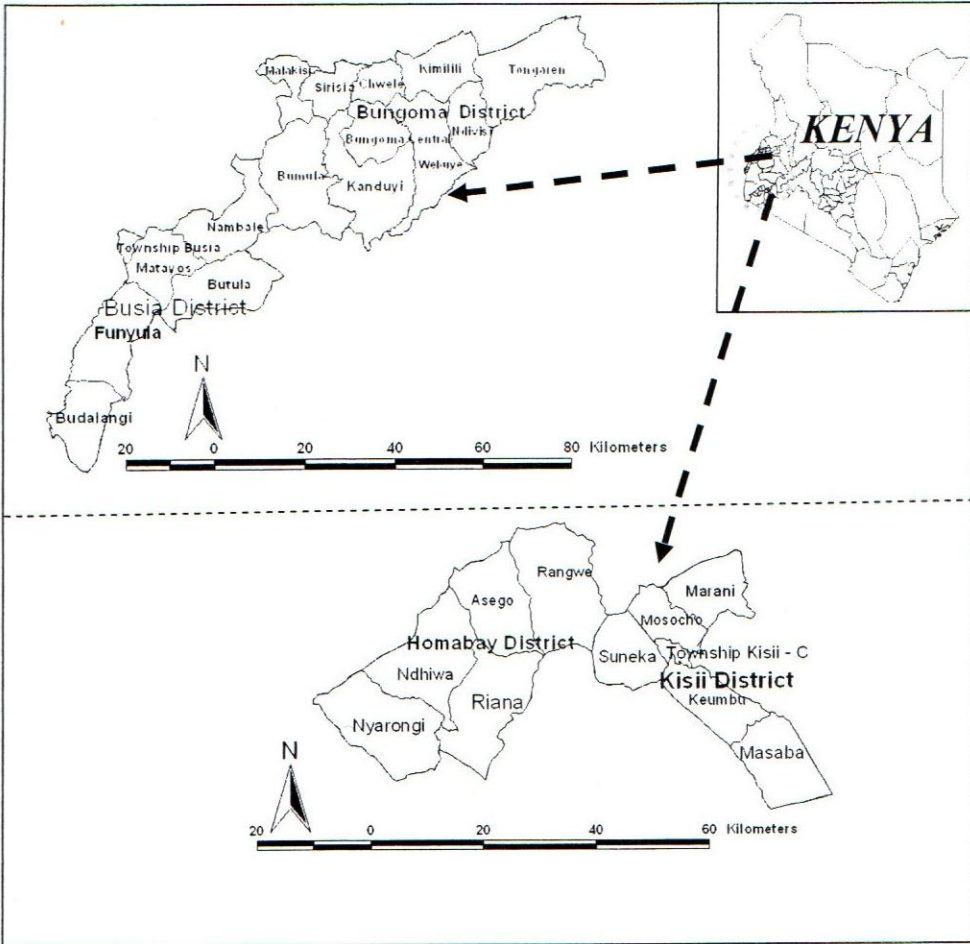 KENYA
Malakisi
Sirisia
Chwele
Kimilili
Tongaren
Bungoma District
Ndivisi
Bungoma Central
Webuye
Bumula
Kanduyi
Nambale
Township Busia
Matayos
Butula
Busia District
Funyula
Budalangi
N
20 0 20 40 60 80 Kilometers
Rangwe
Asego
Marani
Mosocho
Homabay District
Suneka
Township Kisii - C
Ndhiwa
Kisii District
Riana
Keumbu
Nyarongi
Masaba
N
20 0 20 40 60 Kilometers